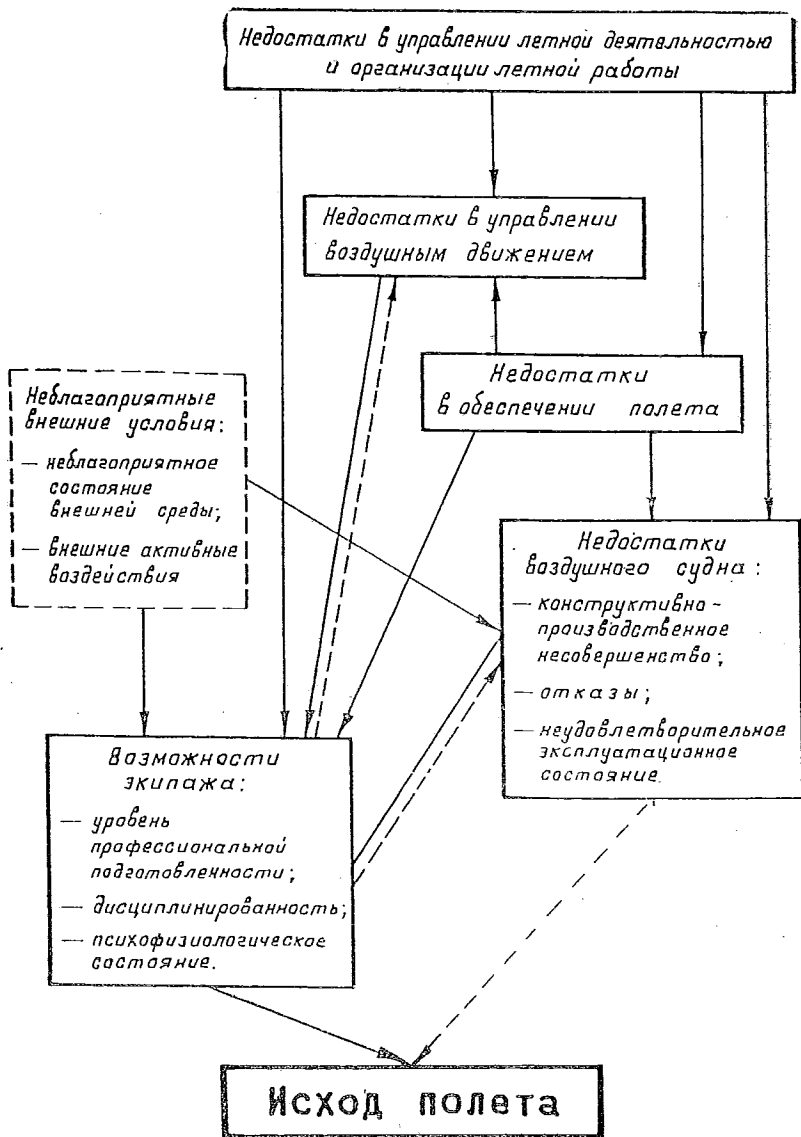 Недостатки в управлении летной деятельностью
и организации летной работы
Недостатки в управлении
воздушным движением
Недостатки
в обеспечении полета
Неблагоприятные
внешние условия:
— неблагоприятное
состояние
внешней среды;
— внешние активные
воздействия
Недостатки
воздушного судна:
— конструктивно-
производственное
несовершенство;
— отказы;
— неудовлетворительное
эксплуатационное
состояние.
Возможности
экипажа:
— уровень
профессиональной
подготовленности;
— дисциплинированность;
— психофизиологическое
состояние.
Исход полета